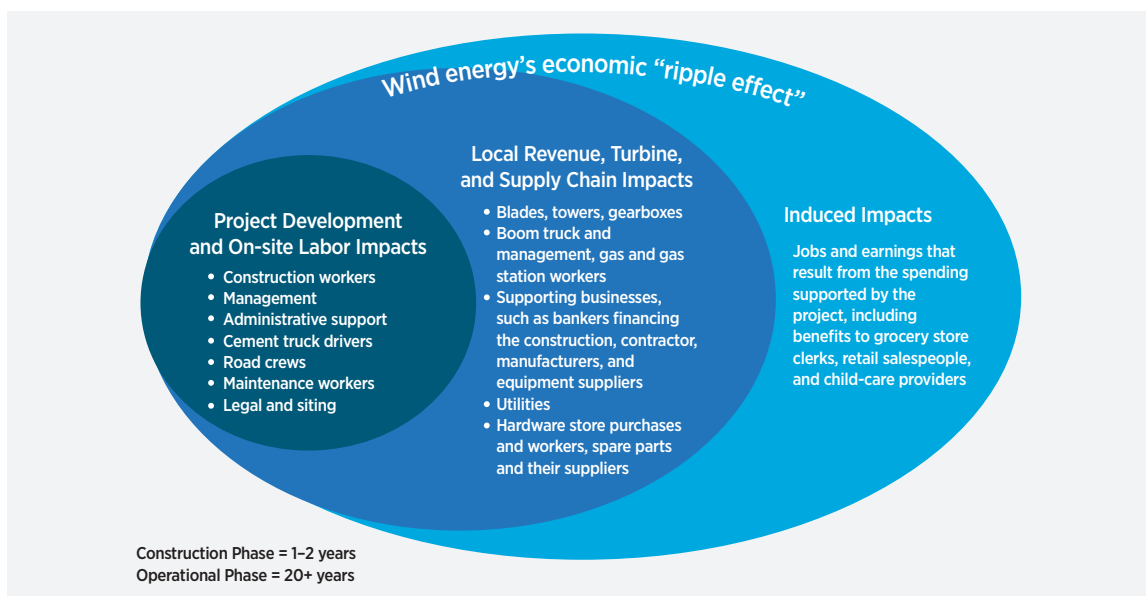 Wind energy's economic “ripple effect”
Project Development
and On-site Labor Impacts
• Construction workers
• Management
• Administrative support
• Cement truck drivers
• Road crews
• Maintenance workers
• Legal and siting
Local Revenue, Turbine,
and Supply Chain Impacts
• Blades, towers, gearboxes
• Boom truck and
management, gas and gas
station workers
• Supporting businesses,
such as bankers financing
the construction, contractor,
manufacturers, and
equipment suppliers
• Utilities
• Hardware store purchases
and workers, spare parts
and their suppliers
Induced Impacts
Jobs and earnings that
result from the spending
supported by the
project, including
benefits to grocery store
clerks, retail salespeople,
and child-care providers
Construction Phase = 1–2 years
Operational Phase = 20+ years